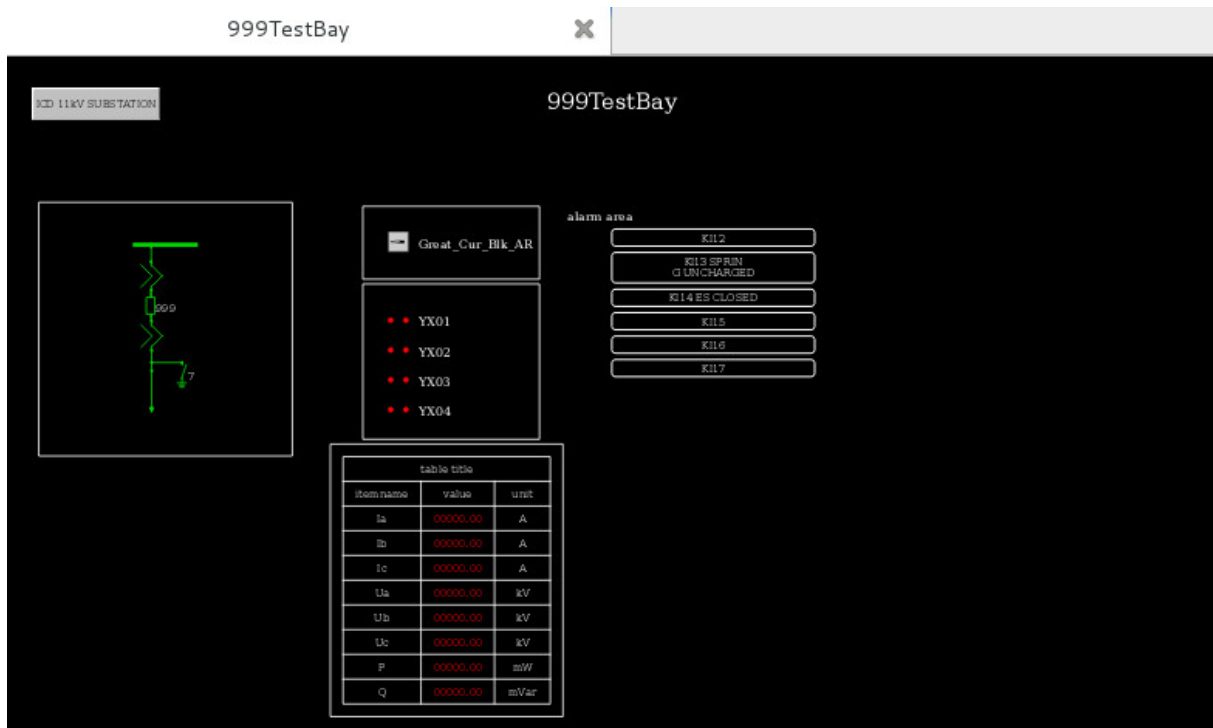 999TestBay
ICD 11kV SUBSTATION
999TestBay
999
7
Great_Cur_Blk_AR
YX01
YX02
YX03
YX04
alarm area
KI12
KI13 SPRIN
G UNCHARGED
KI14 ES CLOSED
KI15
KI16
KI17
table title
item name value unit
Ia 00000.00 A
Ib 00000.00 A
Ic 00000.00 A
Ua 00000.00 kV
Ub 00000.00 kV
Uc 00000.00 kV
P 00000.00 mW
Q 00000.00 mVar